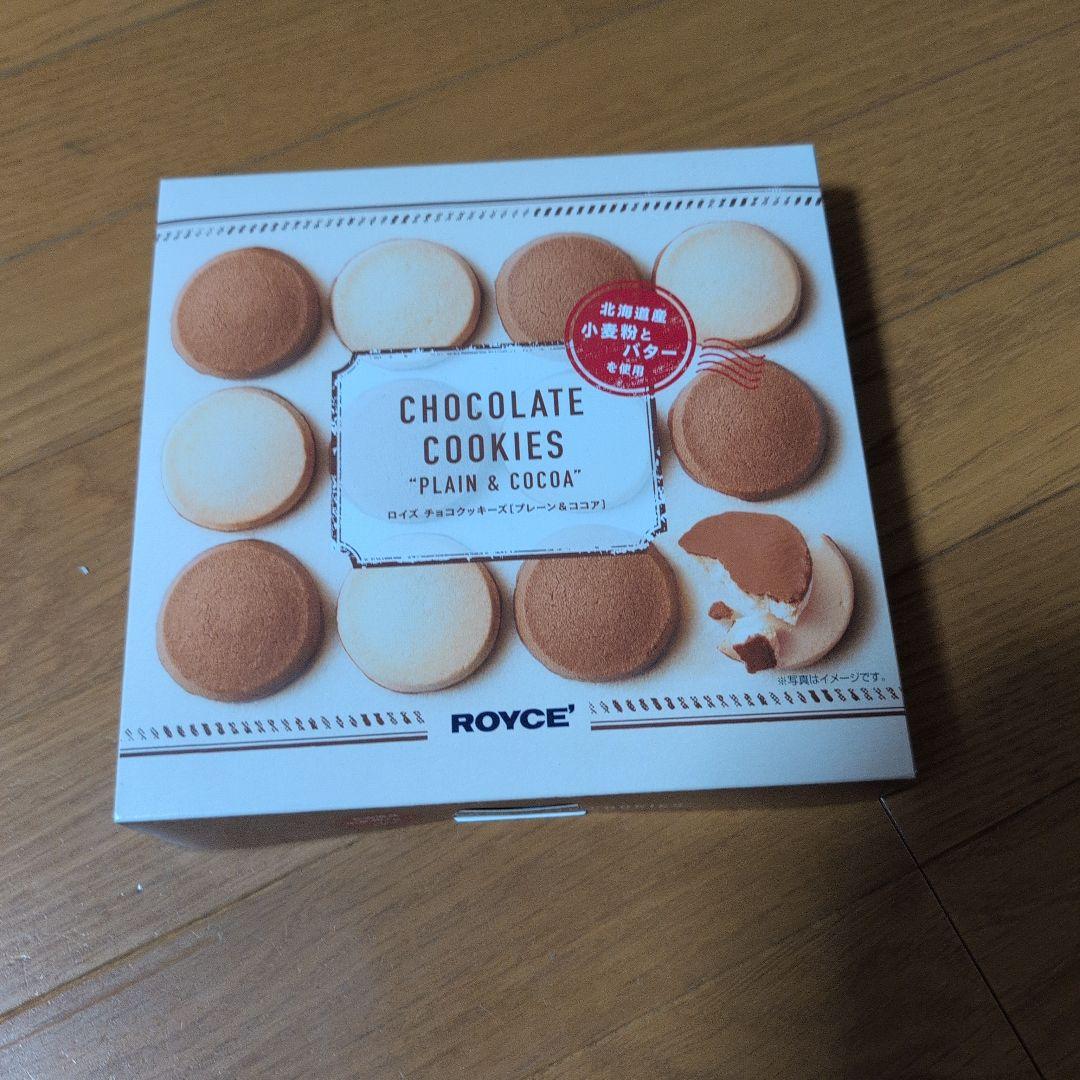 北海道産
小麦粉と
バター
を使用
CHOCOLATE
COOKIES
"PLAIN & COCOA"
ロイズ チョコクッキーズ[プレーン&ココア]
※写真はイメージです。
ROYCE'